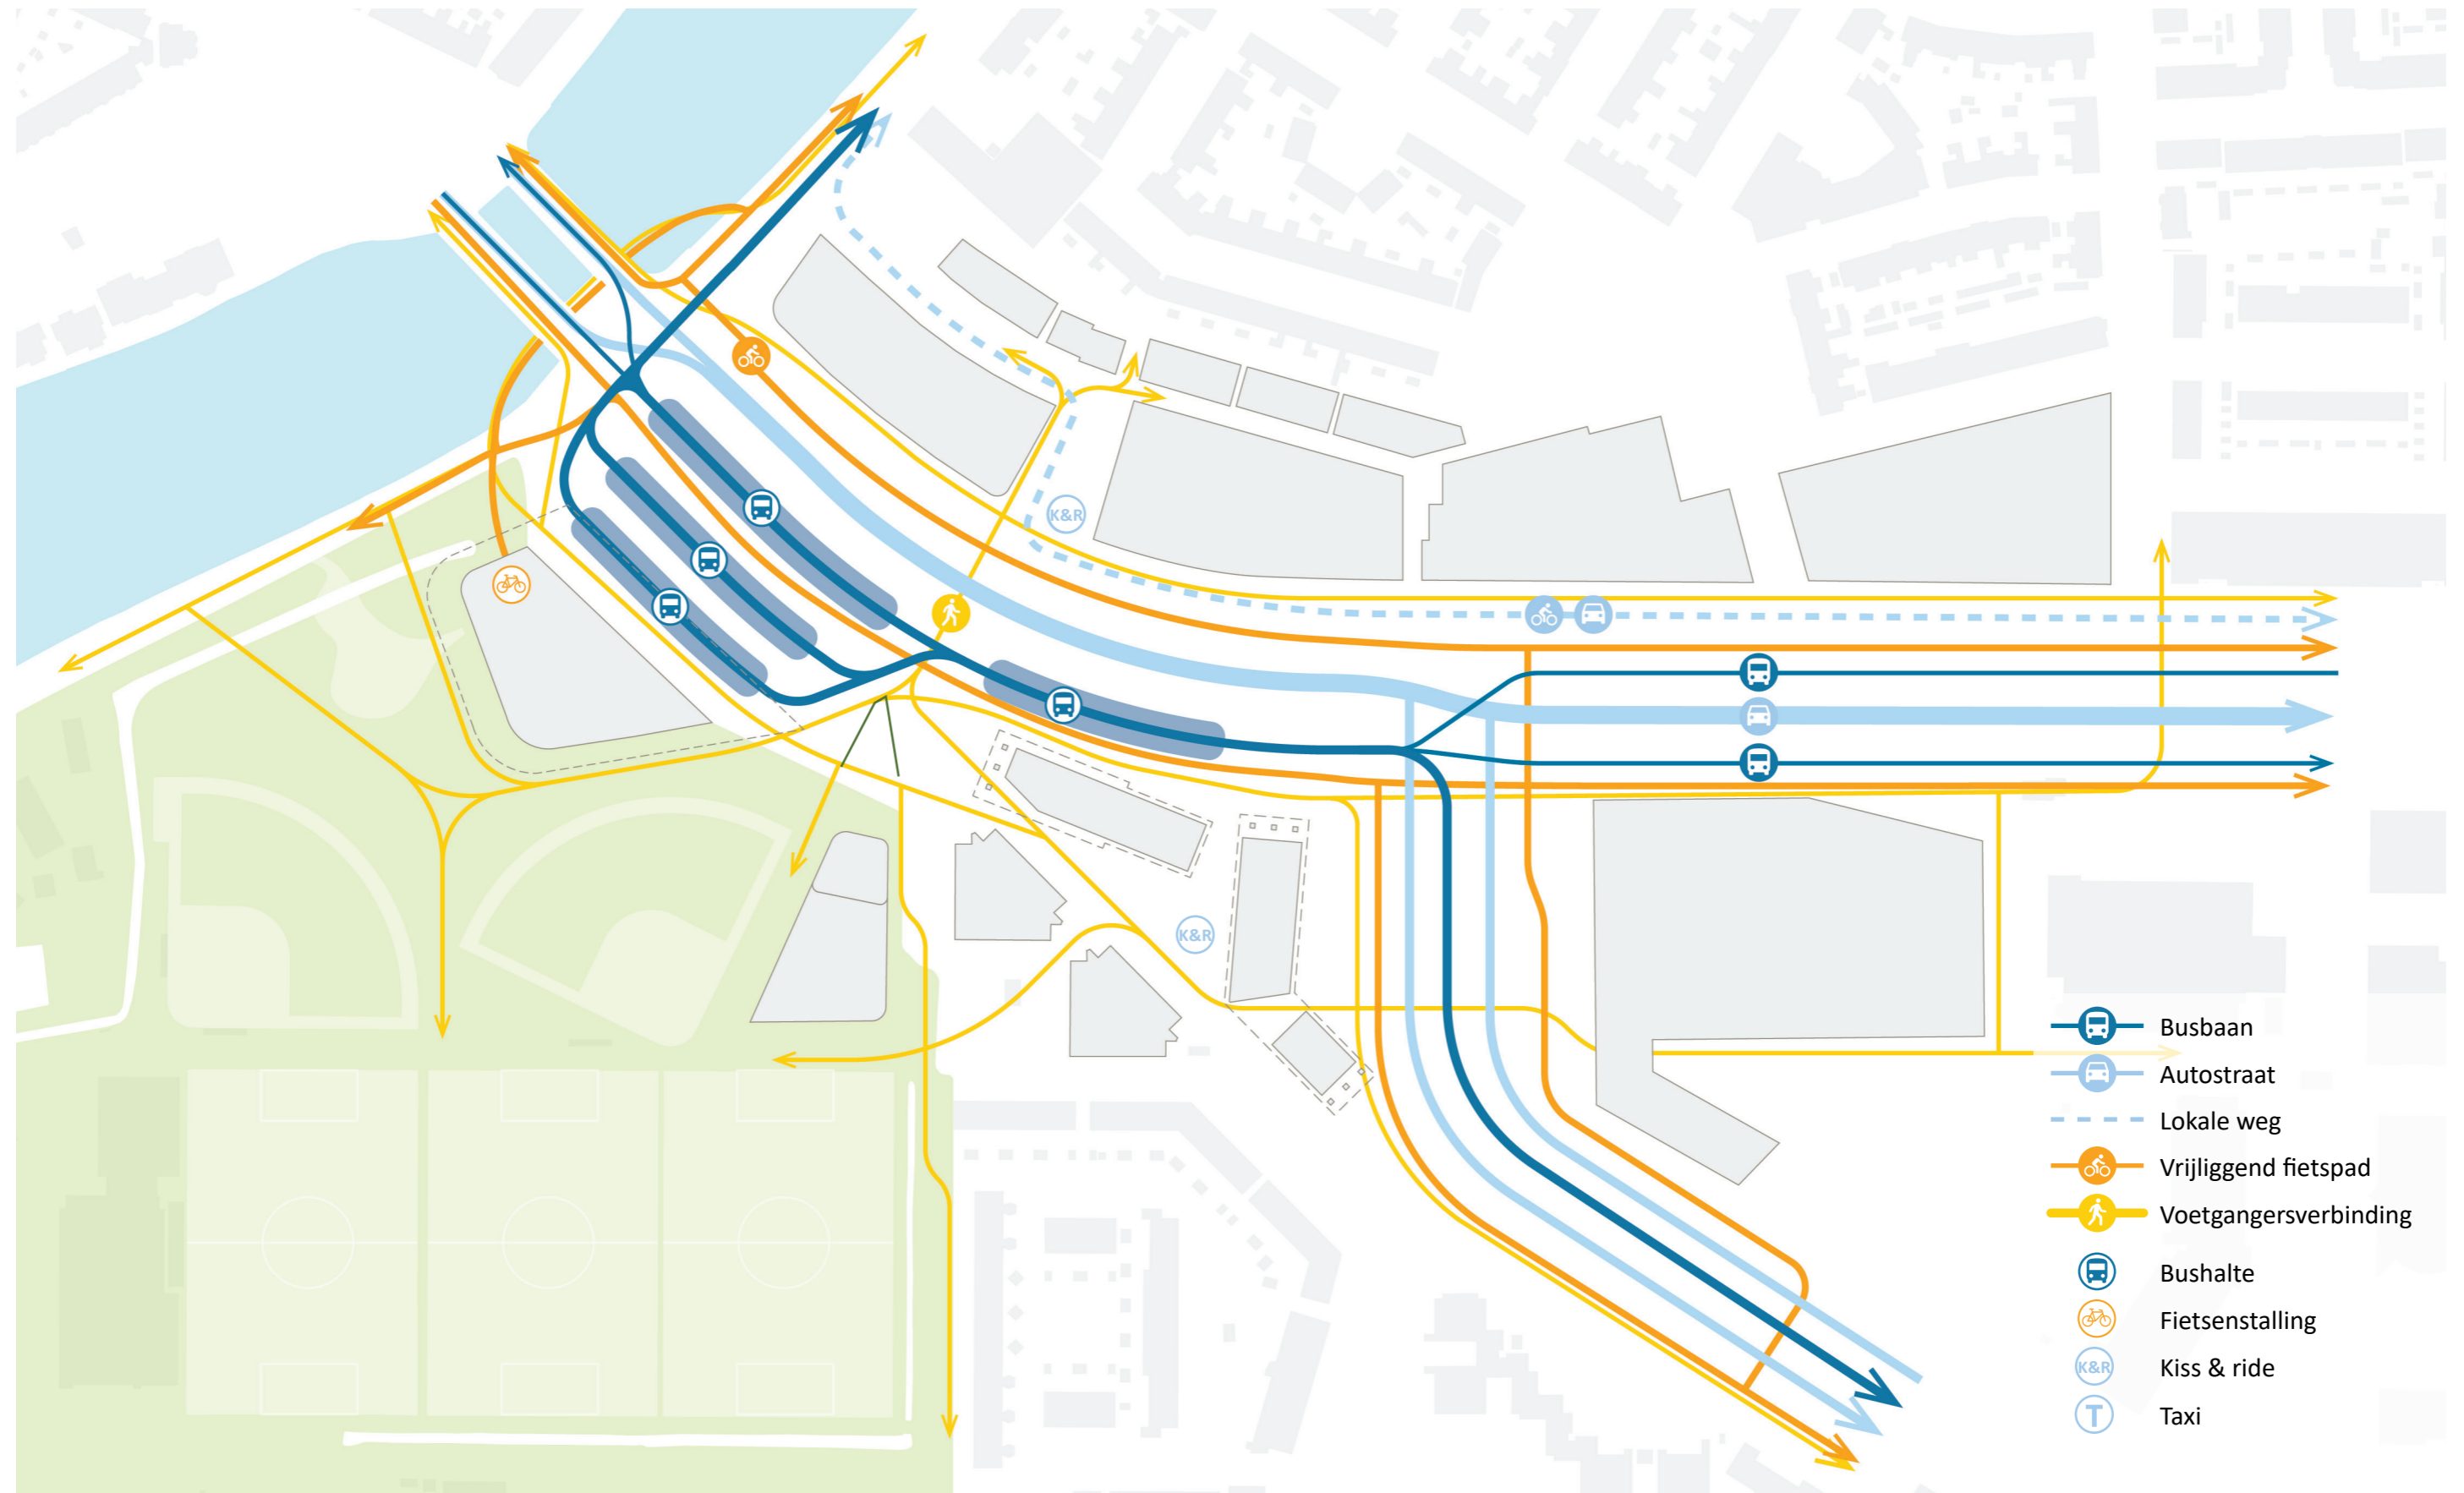 K&R
K&R
Busbaan
Autostraat
Lokale weg
Vrijliggend fietspad
Voetgangersverbinding
Bushalte
Fietsenstalling
K&R Kiss & ride
T Taxi